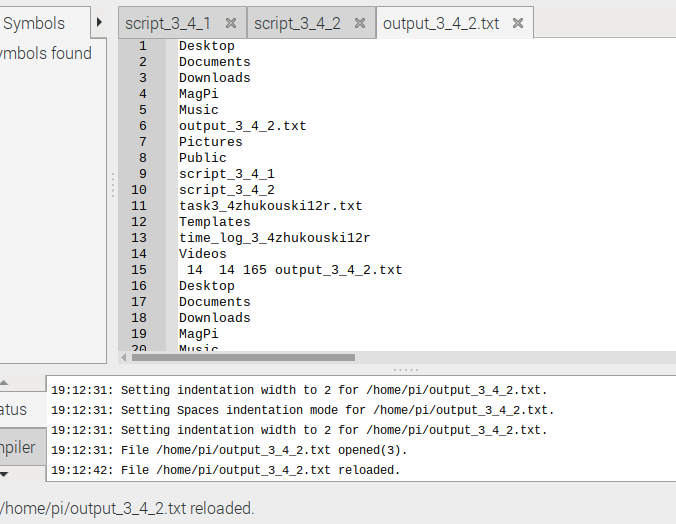 Symbols
ymbols found
script_3_4_1
script_3_4_2
output_3_4_2.txt
1 Desktop
2 Documents
3 Downloads
4 MagPi
5 Music
6 output_3_4_2.txt
7 Pictures
8 Public
9 script_3_4_1
10 script_3_4_2
11 task3_4zhukouski12r.txt
12 Templates
13 time_log_3_4zhukouski12r
14 Videos
15  14  14 165 output_3_4_2.txt
16 Desktop
17 Documents
18 Downloads
19 MagPi
20 Music
atus
mpiler
19:12:31: Setting indentation width to 2 for /home/pi/output_3_4_2.txt.
19:12:31: Setting Spaces indentation mode for /home/pi/output_3_4_2.txt.
19:12:31: Setting indentation width to 2 for /home/pi/output_3_4_2.txt.
19:12:31: File /home/pi/output_3_4_2.txt opened(3).
19:12:42: File /home/pi/output_3_4_2.txt reloaded.
/home/pi/output_3_4_2.txt reloaded.